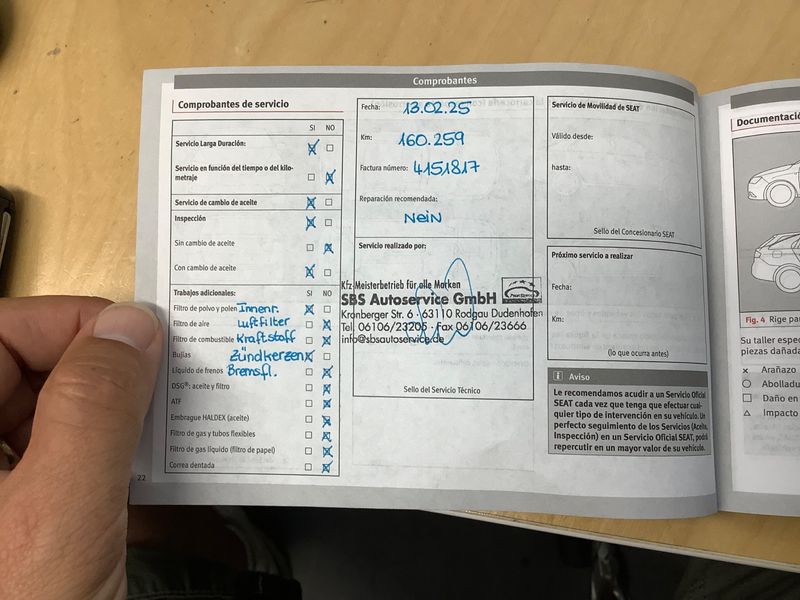 Comprobantes
Comprobantes de servicio
SI NO
Servicio Larga Duración:
Servicio en función del tiempo o del kilo-
metraje
Servicio de cambio de aceite
Inspección
Sin cambio de aceite
Con cambio de aceite
Trabajos adicionales: SI NO
Filtro de polvo y polen Innenr.
Filtro de aire Luftfilter
Filtro de combustible Kraftstoff
Bujías Zündkerzen
Líquido de frenos Bremsfl.
DSG®: aceite y filtro
ATF
Embrague HALDEX (aceite)
Filtro de gas y tubos flexibles
Filtro de gas líquido (filtro de papel)
Correa dentada
22
Fecha: 13.02.25
Km: 160.259
Factura número: 4151817
Reparación recomendada:
Nein
Servicio realizado por:
Kfz-Meisterbetrieb für alle Marken
SBS Autoservice GmbH
Kronberger Str. 6 · 63110 Rodgau Dudenhofen
Tel. 06106/23205 · Fax 06106/23666
info@sbsautoservice.de
Sello del Servicio Técnico
Servicio de Movilidad de SEAT
Válido desde:
hasta:
Sello del Concesionario SEAT
Próximo servicio a realizar
Fecha:
Km:
(lo que ocurra antes)
i Aviso
Le recomendamos acudir a un Servicio Oficial
SEAT cada vez que tenga que efectuar cual-
quier tipo de intervención en su vehículo. Un
perfecto seguimiento de los Servicios (Aceite,
Inspección) en un Servicio Oficial SEAT, podrá
repercutir en un mayor valor de su vehículo.
Documentaci
Fig. 4 Rige par
Su taller espec
piezas dañada
× Arañazo
Abolladu
Daño en
Impacto